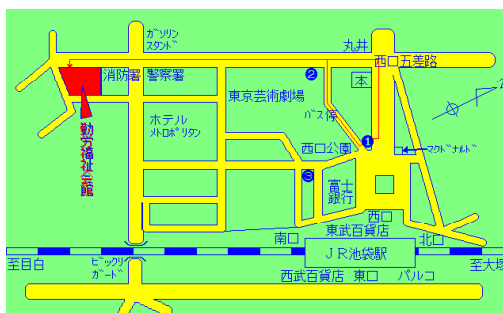 ガソリン
スタンド
丸井
西口五差路
消防署
警察署
❷
本
東京芸術劇場
バス停
ホテル
メトロポリタン
❶
西口公園
マクドナルド
勤労福祉会館
❸
富士
銀行
西口
東武百貨店
南口
北口
JR池袋駅
至目白
ビックリ
ガード
至大塚
西武百貨店 東口 パルコ